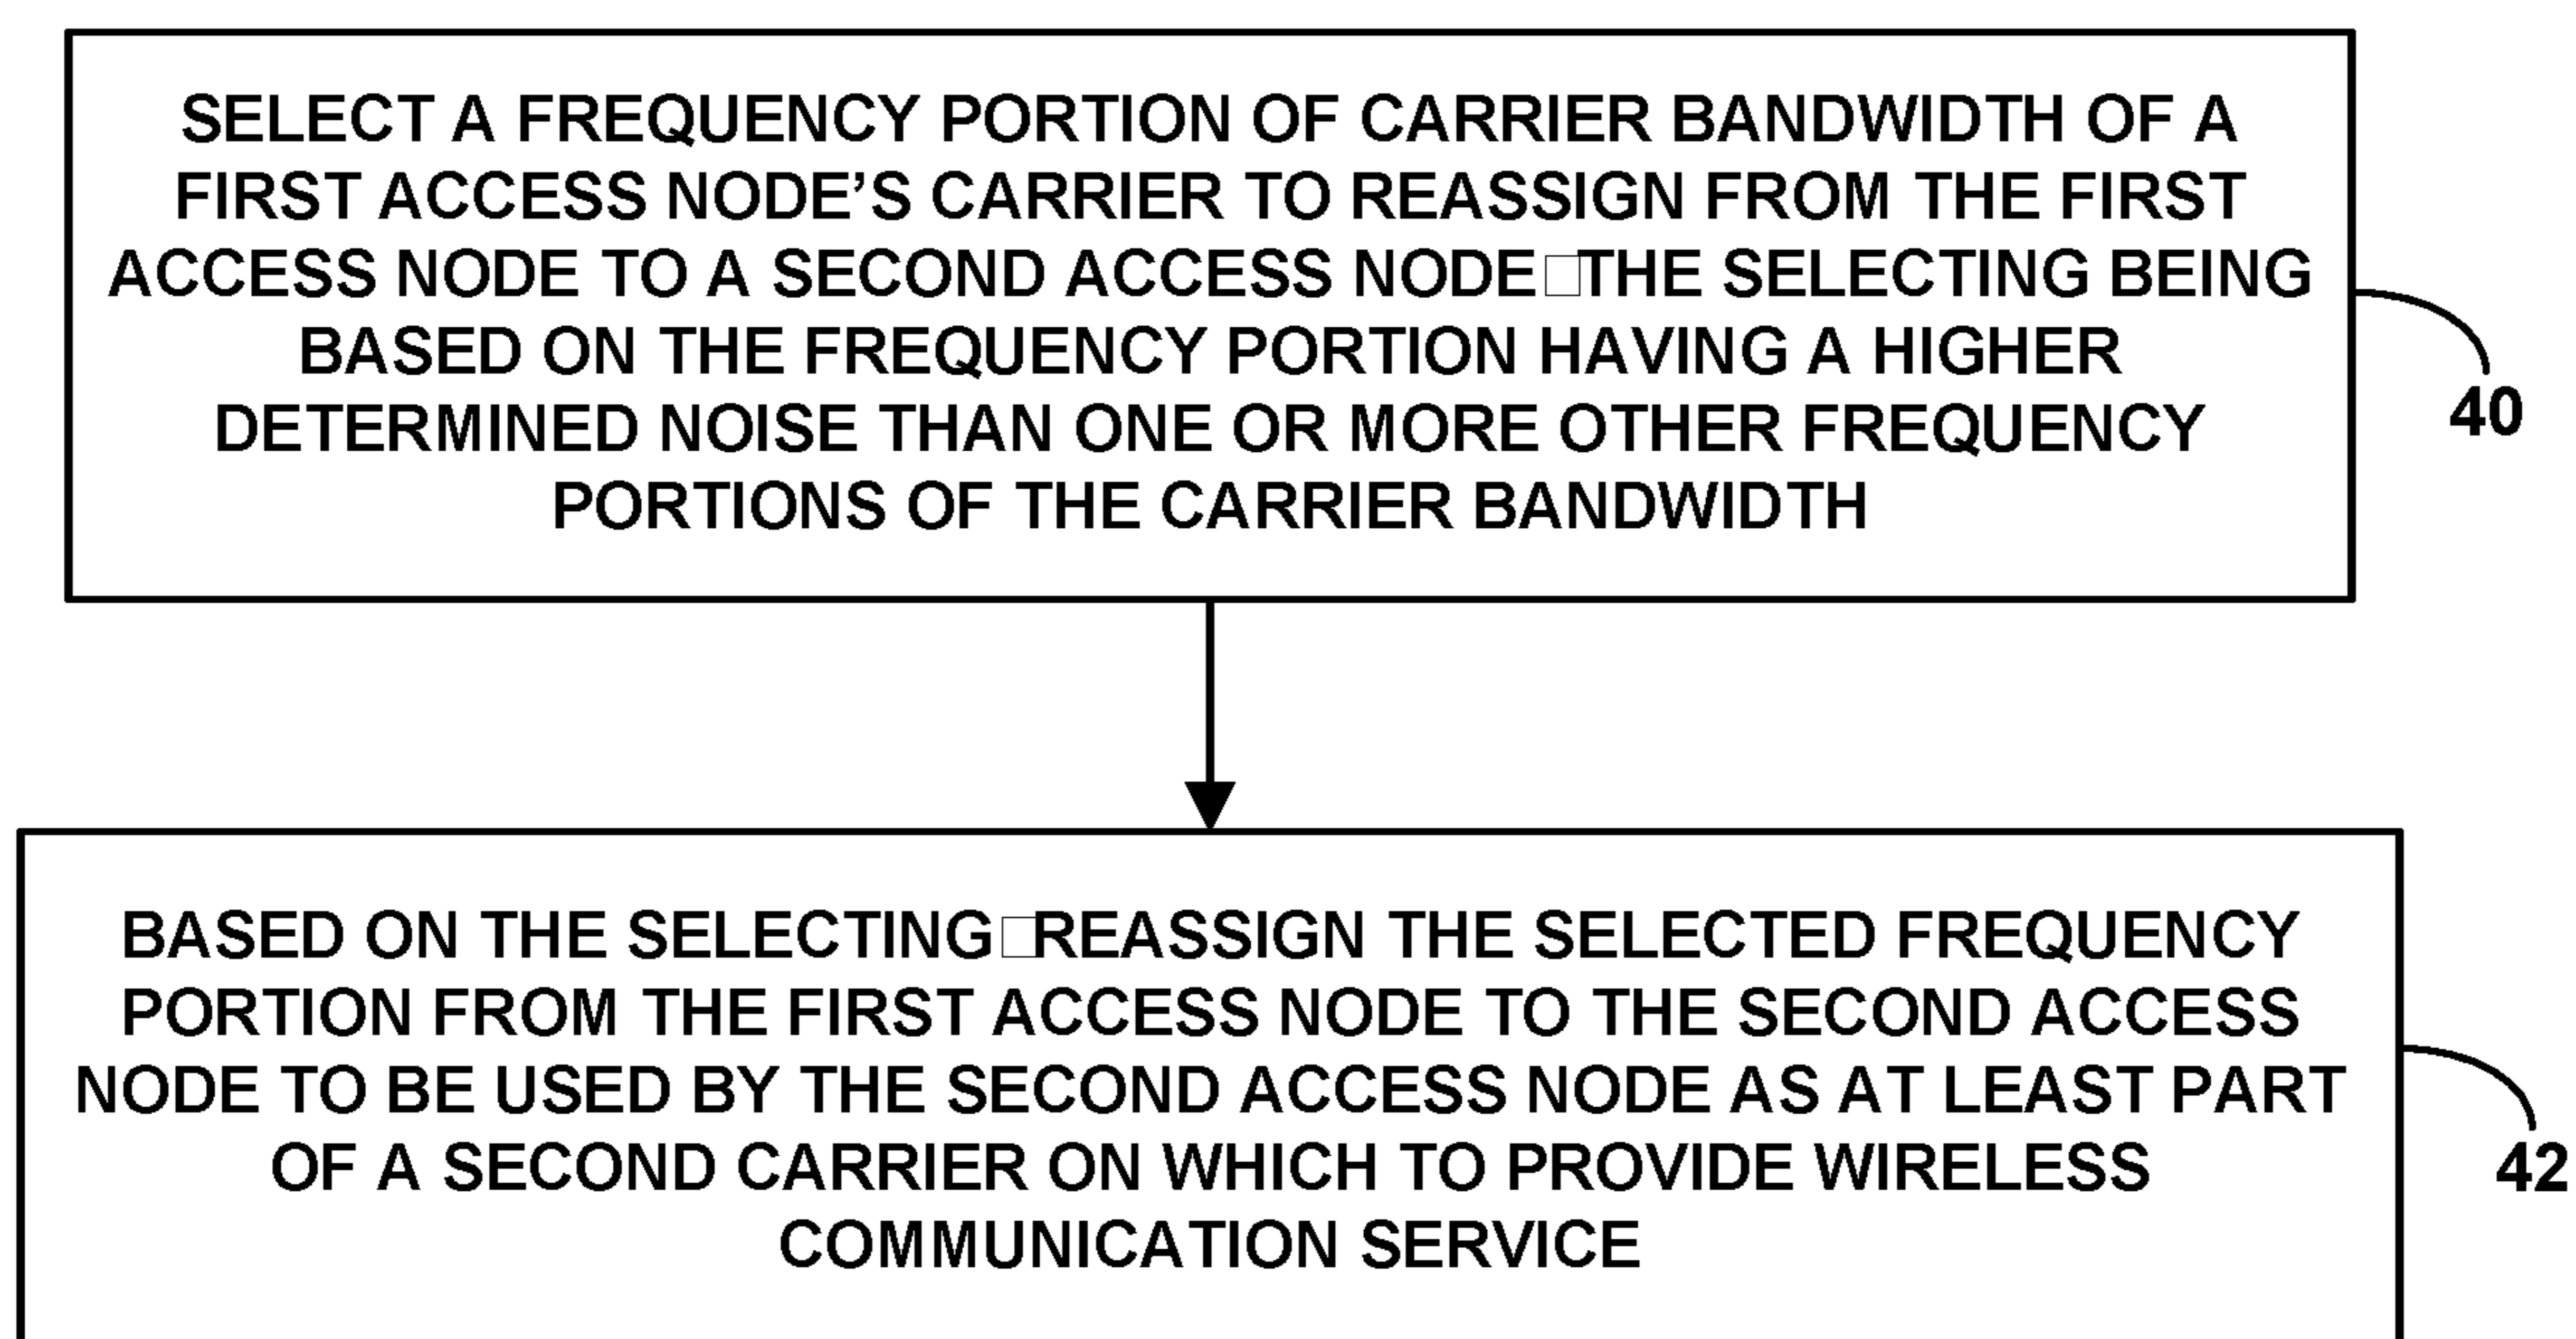 SELECT A FREQUENCY PORTION OF CARRIER BANDWIDTH OF A
FIRST ACCESS NODE’S CARRIER TO REASSIGN FROM THE FIRST
ACCESS NODE TO A SECOND ACCESS NODE□THE SELECTING BEING
BASED ON THE FREQUENCY PORTION HAVING A HIGHER
DETERMINED NOISE THAN ONE OR MORE OTHER FREQUENCY
PORTIONS OF THE CARRIER BANDWIDTH
40
BASED ON THE SELECTING□REASSIGN THE SELECTED FREQUENCY
PORTION FROM THE FIRST ACCESS NODE TO THE SECOND ACCESS
NODE TO BE USED BY THE SECOND ACCESS NODE AS AT LEAST PART
OF A SECOND CARRIER ON WHICH TO PROVIDE WIRELESS
COMMUNICATION SERVICE
42